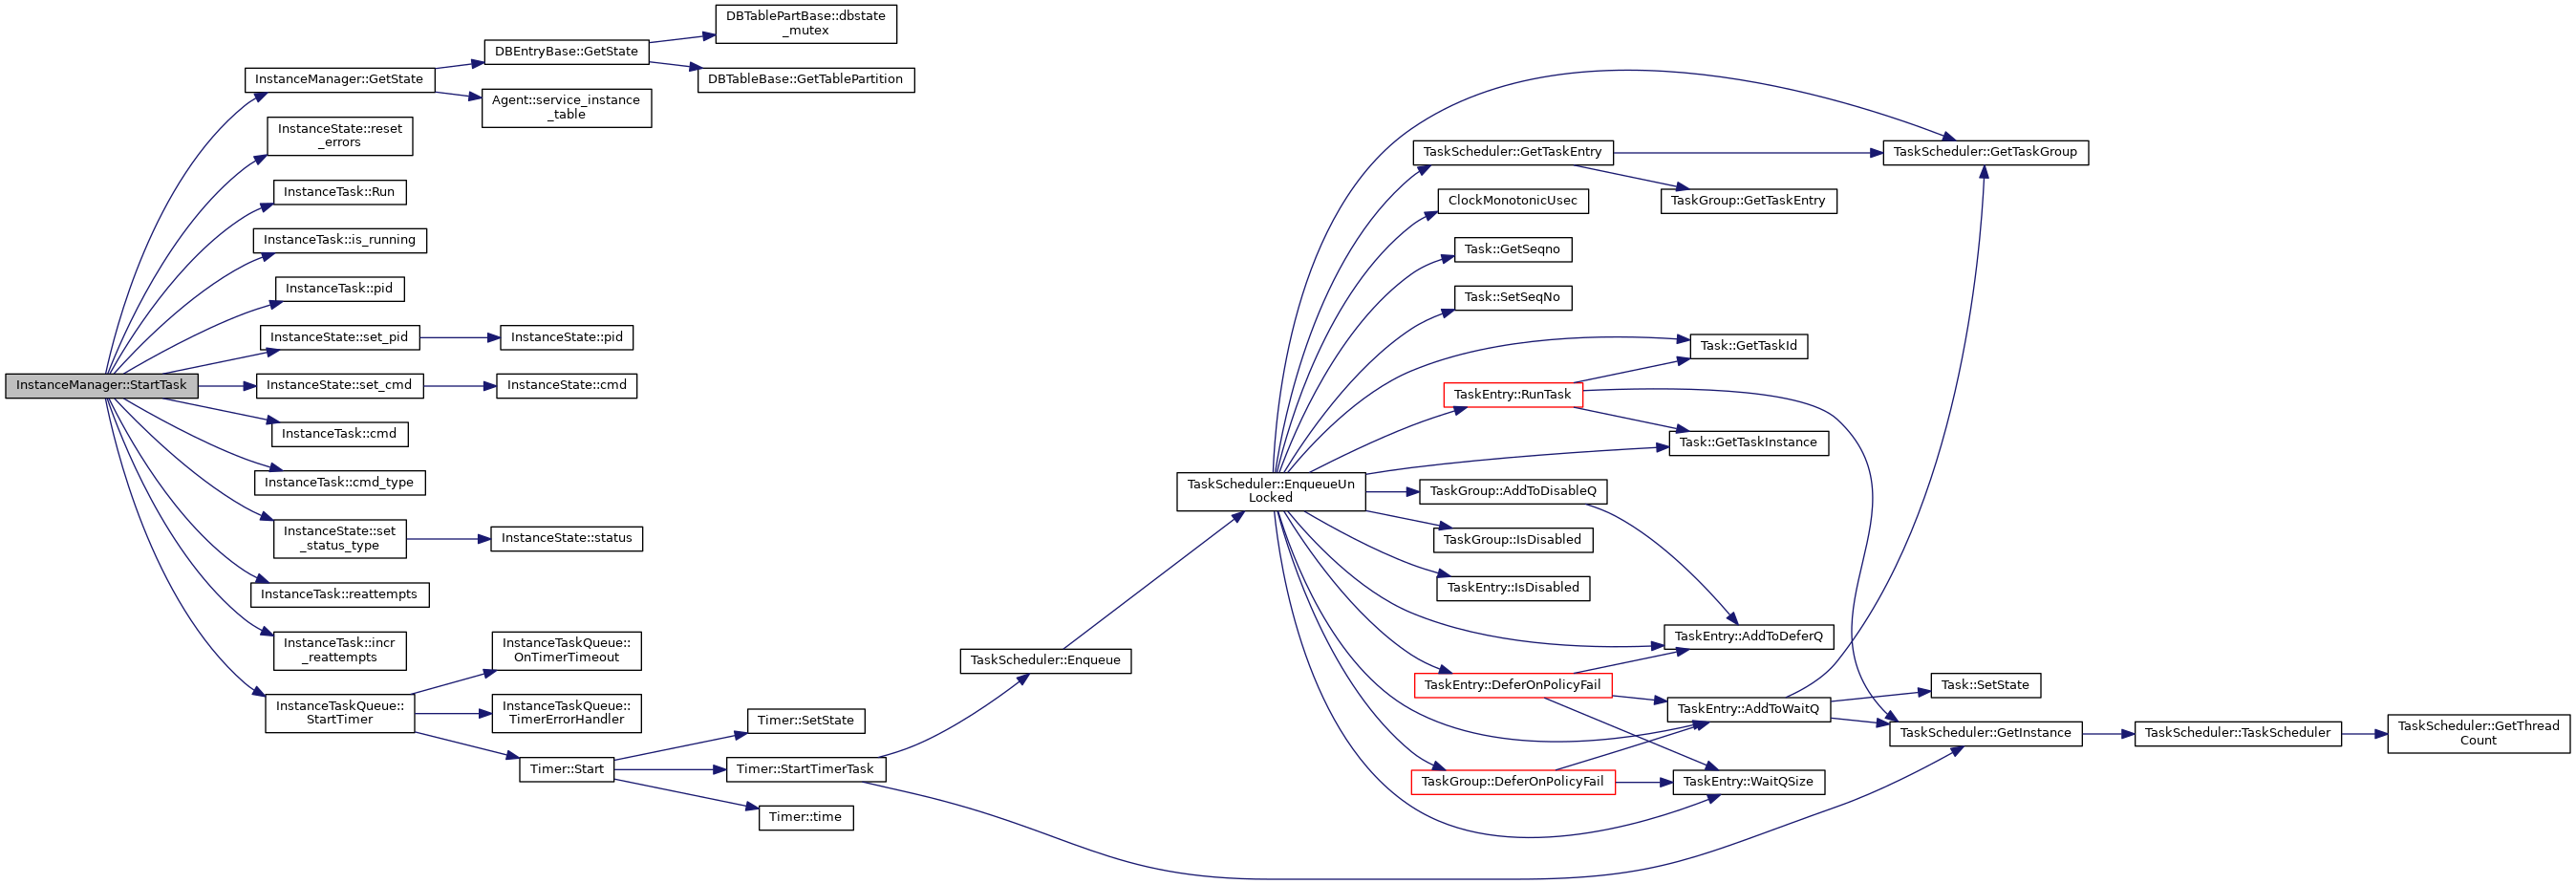 InstanceManager::StartTask
InstanceManager::GetState
DBEntryBase::GetState
DBTablePartBase::dbstate
_mutex
DBTableBase::GetTablePartition
Agent::service_instance
_table
InstanceState::reset
_errors
InstanceTask::Run
InstanceTask::is_running
InstanceTask::pid
InstanceState::set_pid
InstanceState::pid
InstanceState::set_cmd
InstanceState::cmd
InstanceTask::cmd
InstanceTask::cmd_type
InstanceState::set
_status_type
InstanceState::status
InstanceTask::reattempts
InstanceTask::incr
_reattempts
InstanceTaskQueue::
StartTimer
InstanceTaskQueue::
OnTimerTimeout
InstanceTaskQueue::
TimerErrorHandler
Timer::Start
Timer::SetState
Timer::StartTimerTask
Timer::time
TaskScheduler::Enqueue
TaskScheduler::EnqueueUn
Locked
TaskScheduler::GetTaskEntry
TaskScheduler::GetTaskGroup
TaskGroup::GetTaskEntry
ClockMonotonicUsec
Task::GetSeqno
Task::SetSeqNo
Task::GetTaskId
TaskEntry::RunTask
Task::GetTaskInstance
TaskGroup::AddToDisableQ
TaskGroup::IsDisabled
TaskEntry::IsDisabled
TaskEntry::AddToDeferQ
TaskEntry::DeferOnPolicyFail
TaskEntry::AddToWaitQ
Task::SetState
TaskScheduler::GetInstance
TaskScheduler::TaskScheduler
TaskScheduler::GetThread
Count
TaskGroup::DeferOnPolicyFail
TaskEntry::WaitQSize